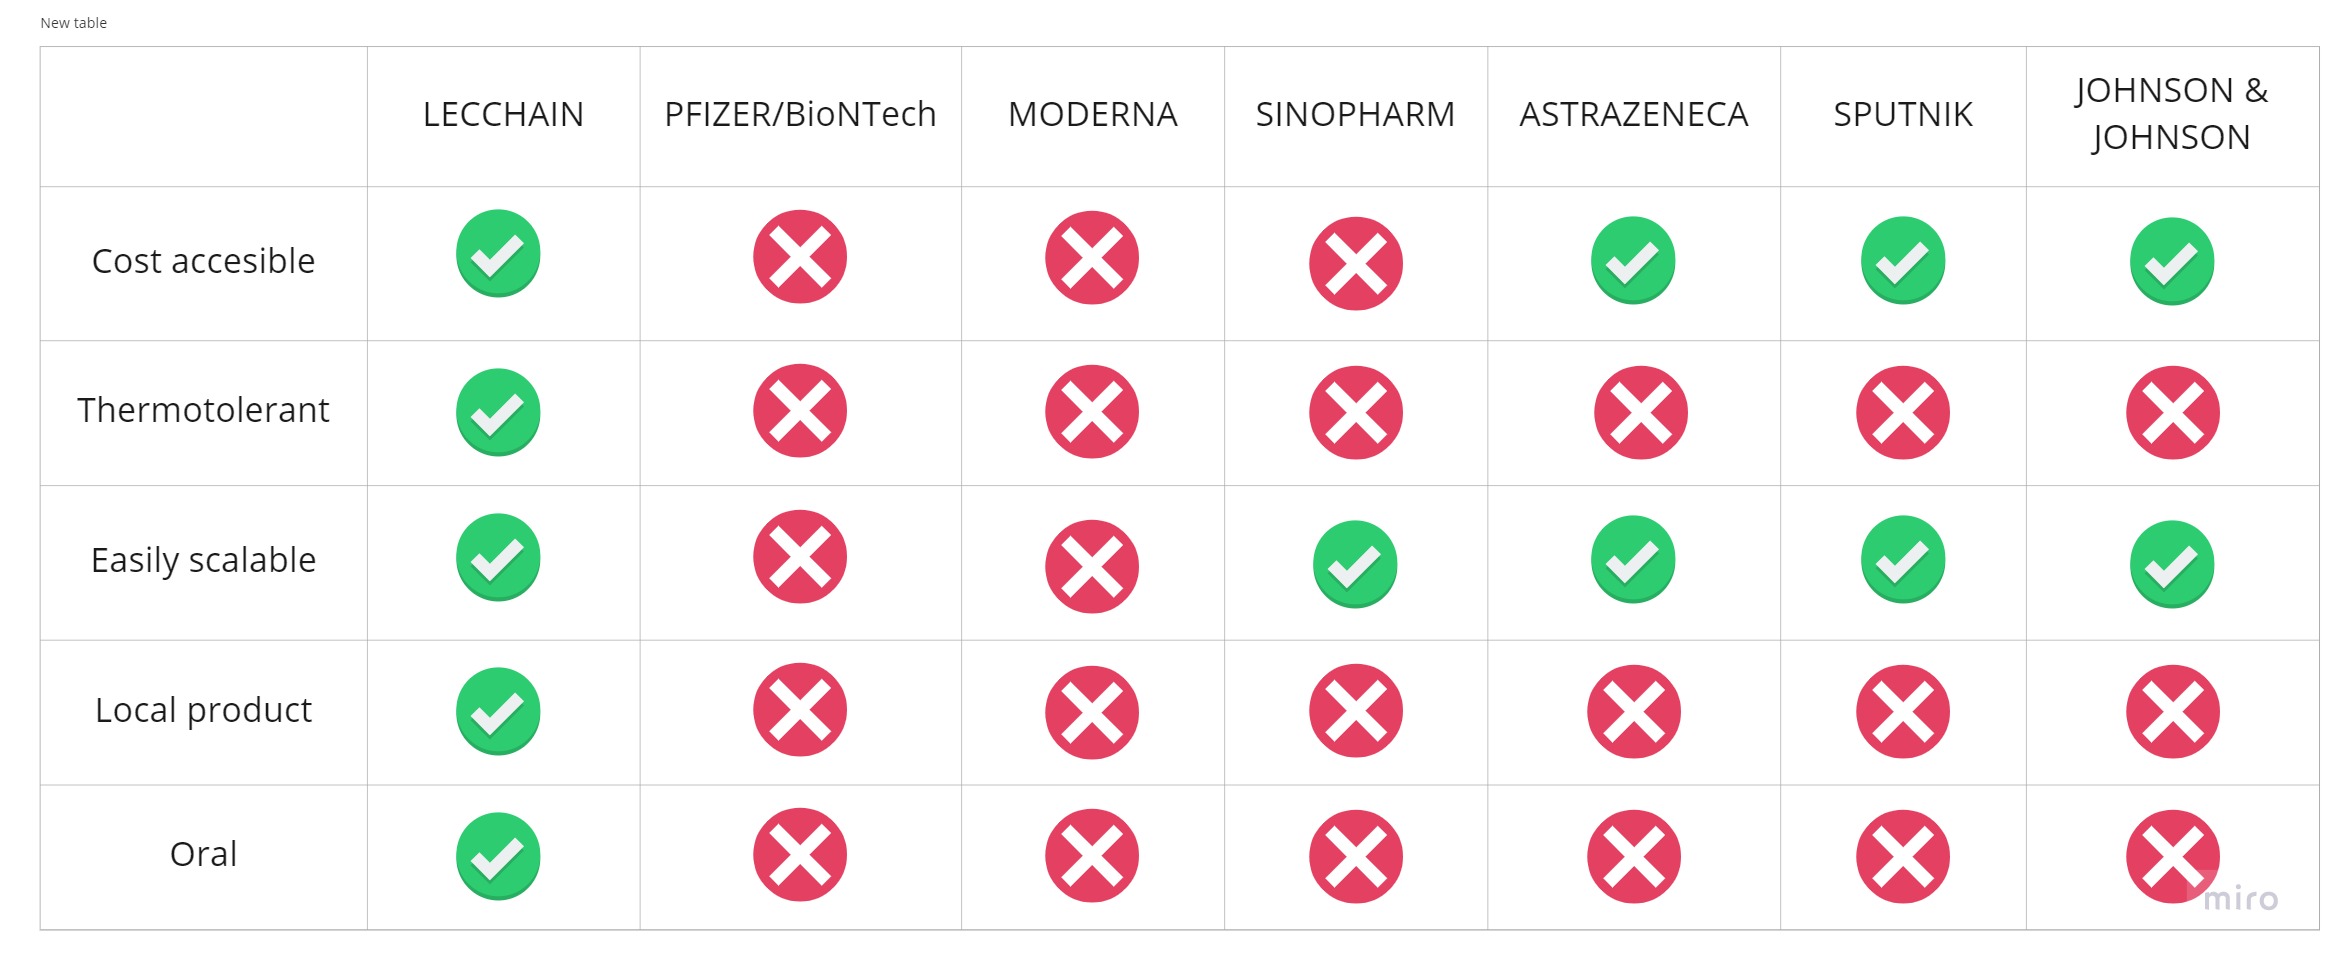 New table
LECCHAIN
PFIZER/BioNTech
MODERNA
SINOPHARM
ASTRAZENECA
SPUTNIK
JOHNSON &
JOHNSON
Cost accesible
Thermotolerant
Easily scalable
Local product
Oral
miro